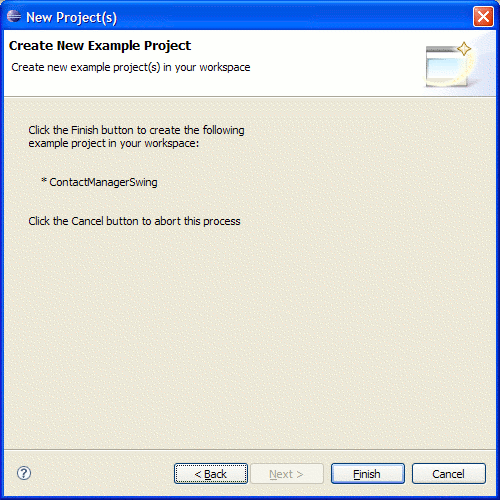 New Project(s)
Create New Example Project
Create new example project(s) in your workspace
Click the Finish button to create the following
example project in your workspace:
* ContactManagerSwing
Click the Cancel button to abort this process
? < Back Next > Finish Cancel